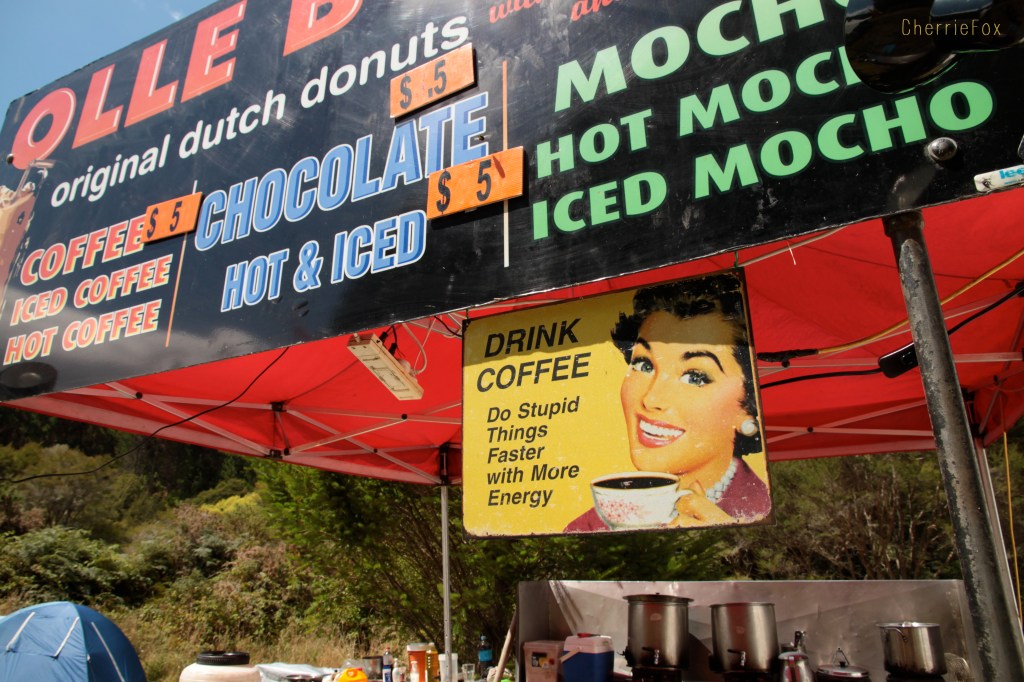 CherrieFox
OLLE B
original dutch donuts
$ .5
COFFEE
$ 5
ICED COFFEE
HOT COFFEE
CHOCOLATE
$ 5
HOT & ICED
MOCHO
HOT MOCHO
ICED MOCHO
DRINK
COFFEE
Do Stupid
Things
Faster
with More
Energy